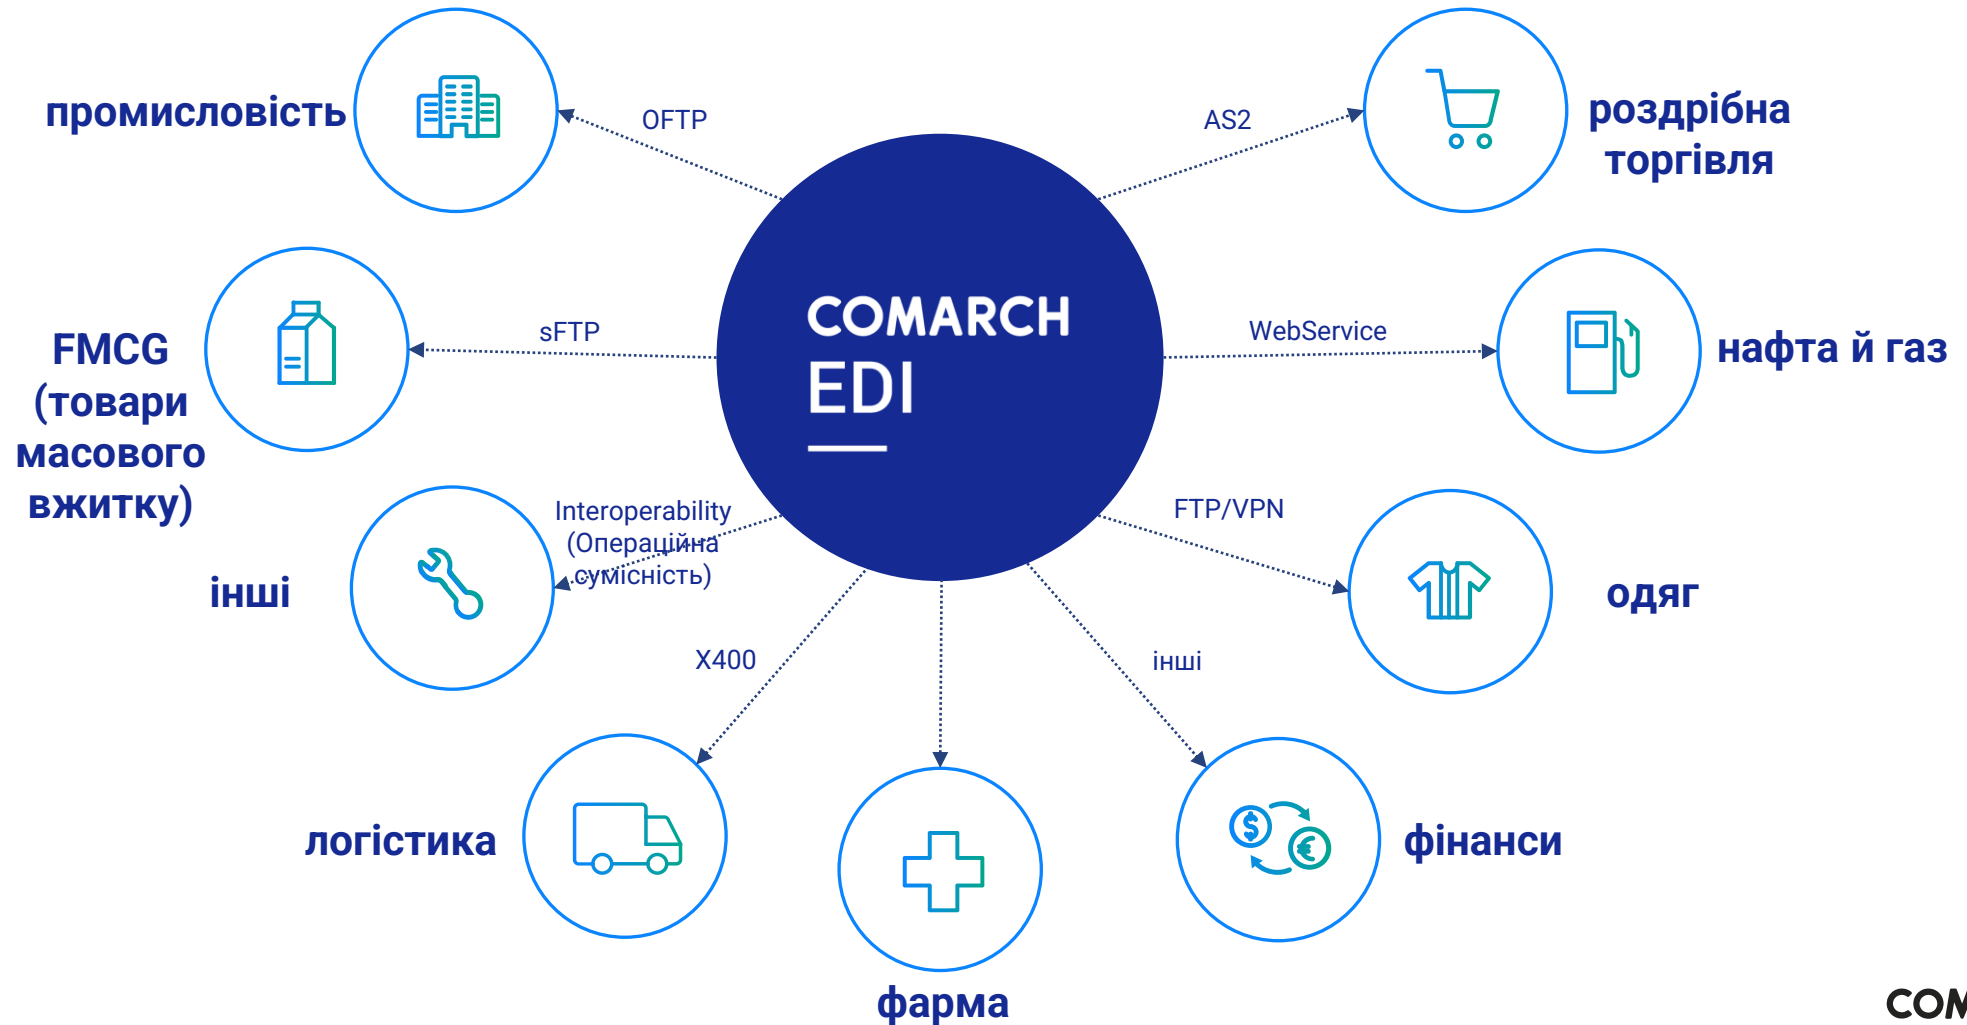 промисловість
OFTP
AS2
роздрібна
торгівля
COMARCH
EDI
FMCG
(товари
масового
вжитку)
sFTP
WebService
нафта й газ
Interoperability
(Операційна
сумісність)
FTP/VPN
інші
одяг
X400
інші
логістика
фінанси
фарма
COM